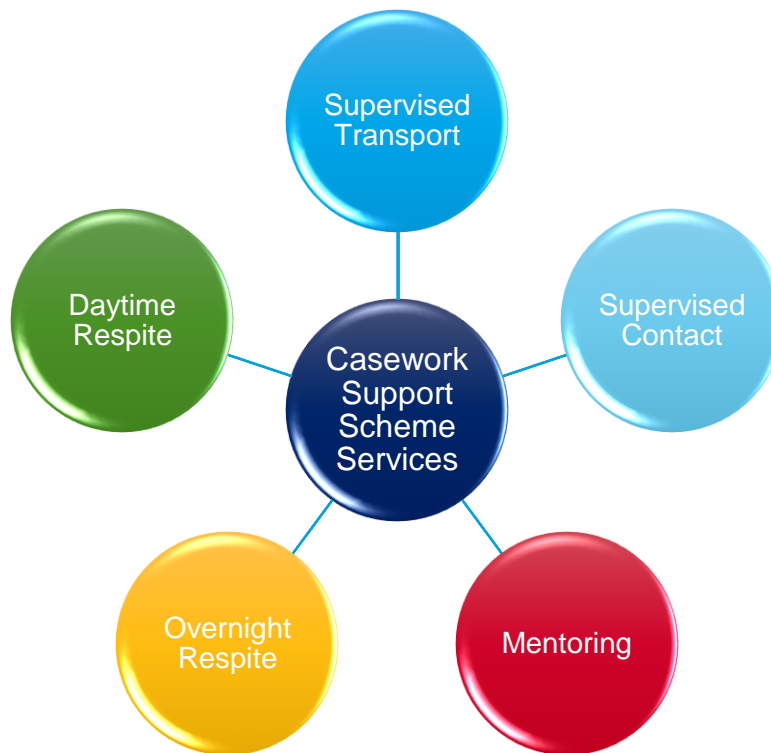 Supervised
Transport
Daytime
Respite
Supervised
Contact
Casework
Support
Scheme
Services
Overnight
Respite
Mentoring